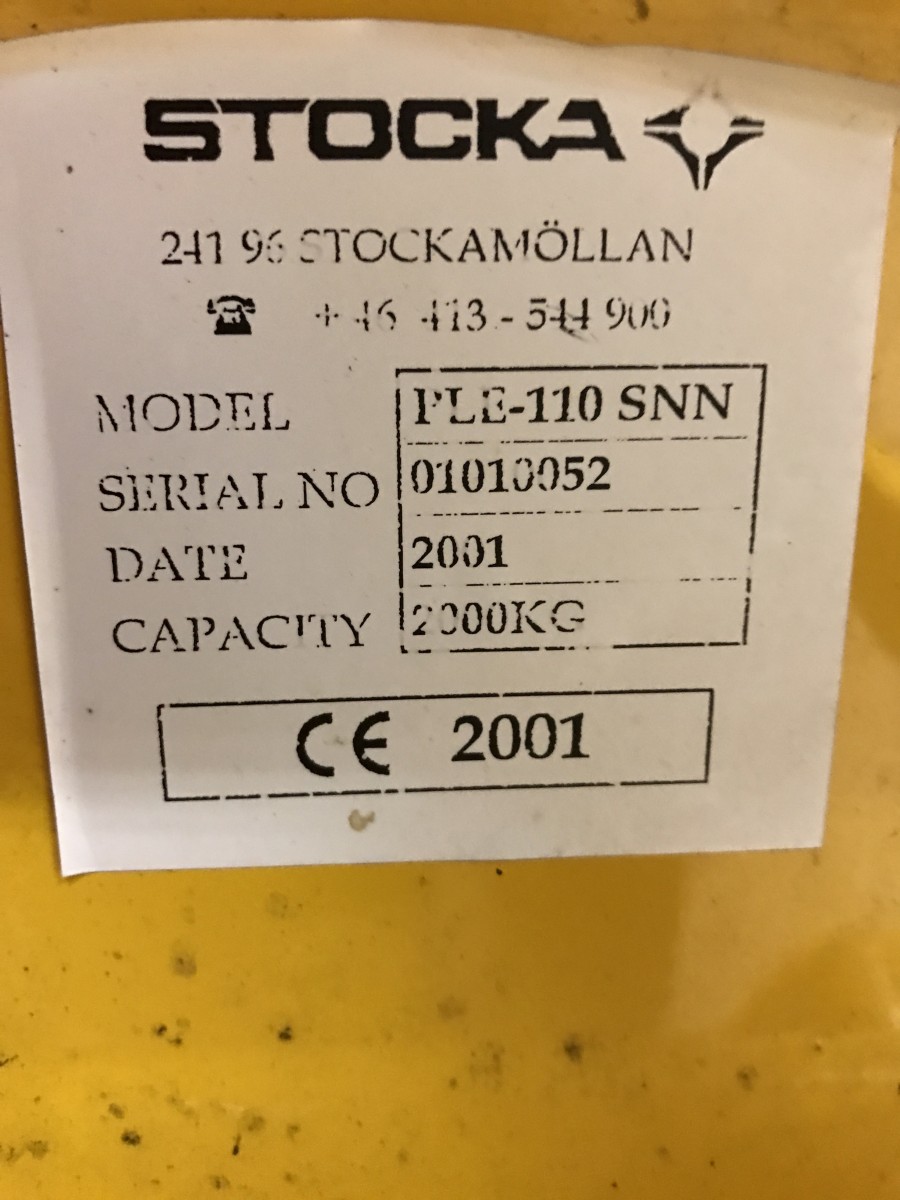 STOCKA
241 96 STOCKAMÖLLAN
☎ +46 413-544 900
MODEL PLE-110 SNN
SERIAL NO 01010052
DATE 2001
CAPACITY 2000KG
CE 2001